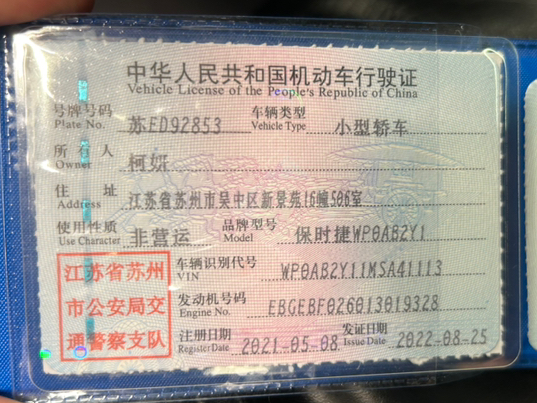 中华人民共和国机动车行驶证
Vehicle License of the People's Republic of China
号牌号码 苏ED92853 车辆类型 小型轿车
Plate No. Vehicle Type
所有人 柯妍
Owner
住址 江苏省苏州市吴中区新景苑16幢506室
Address
使用性质 非营运 品牌型号 保时捷WP0AB2Y1
Use Character Model
江苏省苏州
市公安局交
通警察支队
车辆识别代号 WP0AB2Y11MSA41113
VIN
发动机号码 EBGEBF026013019328
Engine No.
注册日期 2021-05-08 发证日期 2022-08-25
Register Date Issue Date